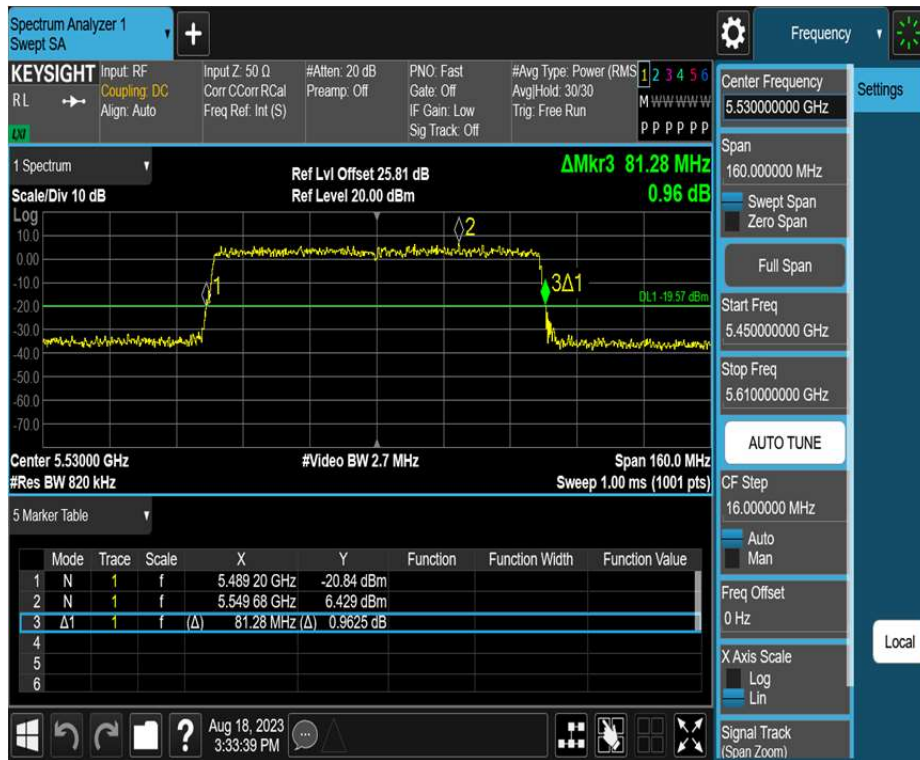 Spectrum Analyzer 1
Swept SA
Frequency
KEYSIGHT
RL
LXI
Input: RF
Coupling: DC
Align: Auto
Input Z: 50 Ω
Corr CCorr RCal
Freq Ref: Int (S)
#Atten: 20 dB
Preamp: Off
PNO: Fast
Gate: Off
IF Gain: Low
Sig Track: Off
#Avg Type: Power (RMS
Avg|Hold: 30/30
Trig: Free Run
1 2 3 4 5 6
M W W W W W
P P P P P P
Center Frequency
5.530000000 GHz
Settings
1 Spectrum
Scale/Div 10 dB
Ref Lvl Offset 25.81 dB
Ref Level 20.00 dBm
ΔMkr3 81.28 MHz
0.96 dB
Span
160.000000 MHz
Swept Span
Zero Span
Full Span
Start Freq
5.450000000 GHz
Stop Freq
5.610000000 GHz
AUTO TUNE
CF Step
16.000000 MHz
Auto
Man
Freq Offset
0 Hz
X Axis Scale
Log
Lin
Signal Track
(Span Zoom)
Local
Log
10.0
0.00
-10.0
-20.0
-30.0
-40.0
-50.0
-60.0
-70.0
1
2
3Δ1
DL1 -19.57 dBm
Center 5.53000 GHz
#Video BW 2.7 MHz
Span 160.0 MHz
#Res BW 820 kHz
Sweep 1.00 ms (1001 pts)
5 Marker Table
Mode Trace Scale X Y Function Function Width Function Value
1 N 1 f 5.489 20 GHz -20.84 dBm
2 N 1 f 5.549 68 GHz 6.429 dBm
3 Δ1 1 f (Δ) 81.28 MHz (Δ) 0.9625 dB
4
5
6
?
Aug 18, 2023
3:33:39 PM